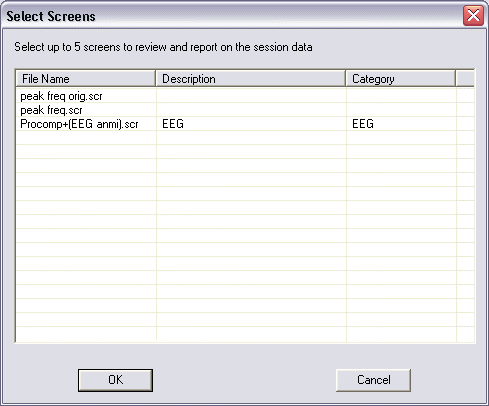 Select Screens
Select up to 5 screens to review and report on the session data
File Name Description Category
peak freq orig.scr
peak freq.scr
Procomp+(EEG anmi).scr EEG EEG
OK Cancel